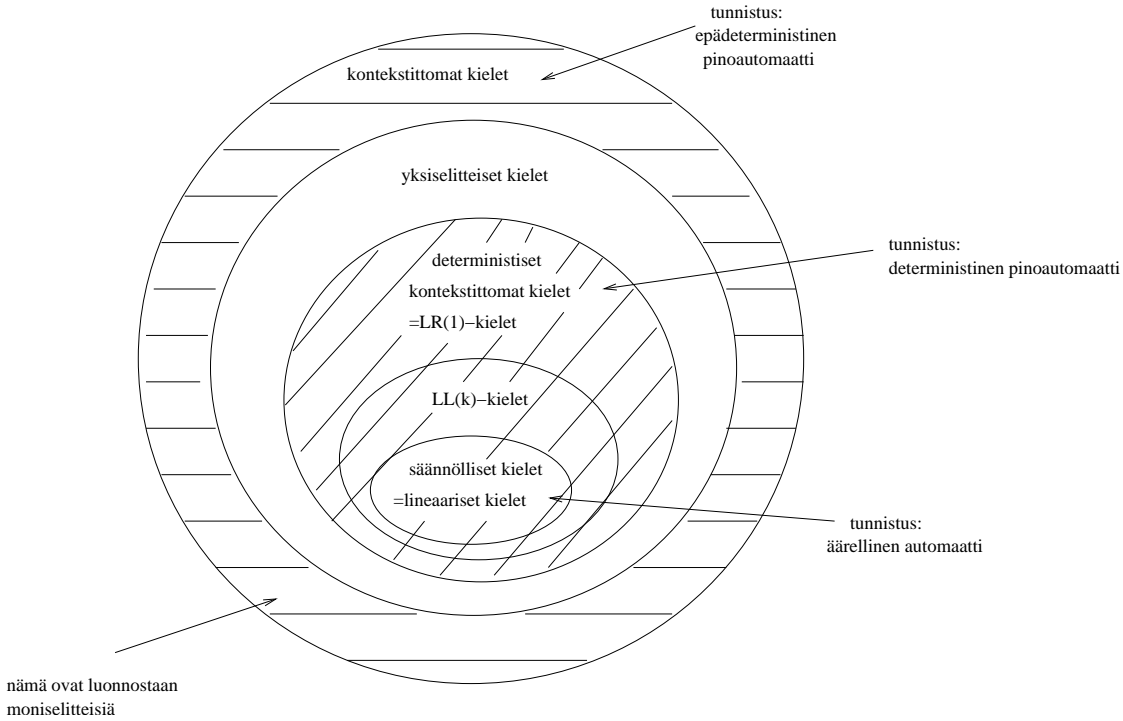 tunnistus:
epädeterministinen
pinoautomaatti
kontekstittomat kielet
yksiselitteiset kielet
tunnistus:
deterministinen pinoautomaatti
deterministiset
kontekstittomat kielet
=LR(1)−kielet
LL(k)−kielet
säännölliset kielet
=lineaariset kielet
tunnistus:
äärellinen automaatti
nämä ovat luonnostaan
moniselitteisiä